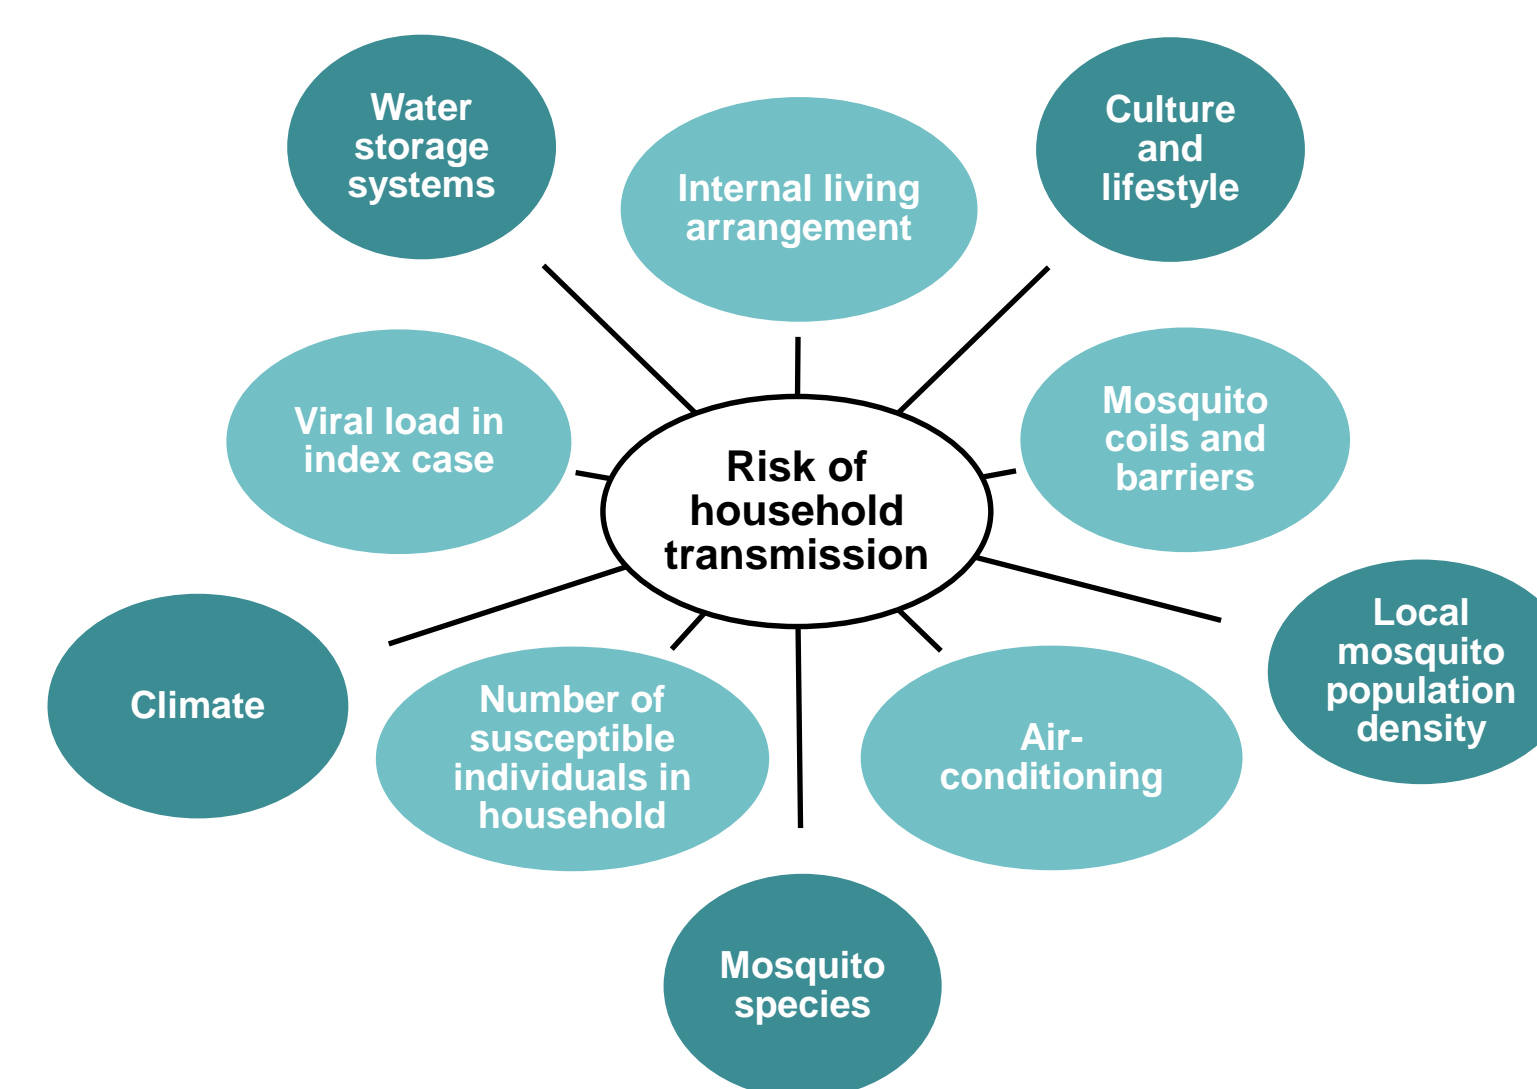 Water
storage
systems
Internal living
arrangement
Culture
and
lifestyle
Viral load in
index case
Risk of
household
transmission
Mosquito
coils and
barriers
Climate
Number of
susceptible
individuals in
household
Air-
conditioning
Local
mosquito
population
density
Mosquito
species